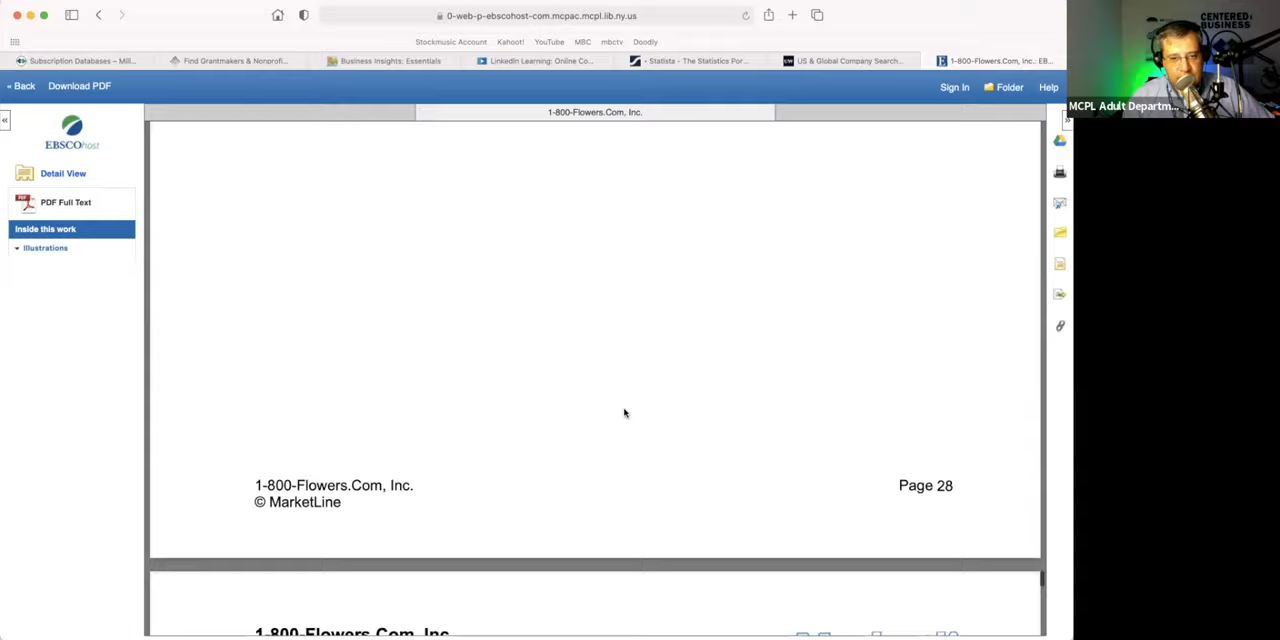 0-web-p-ebscohost-com.mcpac.mcpl.lib.ny.us
Stockmusic Account Kahoot! YouTube MBC mbctv Doodly
Subscription Databases – Mill... Find Grantmakers & Nonprofi... Business Insights: Essentials LinkedIn Learning: Online Co... - Statista - The Statistics Por... US & Global Company Search... 1-800-Flowers.Com, Inc.: EB...
« Back Download PDF Sign In Folder Help
1-800-Flowers.Com, Inc.
EBSCOhost
Detail View
PDF Full Text
Inside this work
Illustrations
1-800-Flowers.Com, Inc. Page 28
© MarketLine
1-800-Flowers.Com, Inc.
CENTERED:
BUSINESS
MCPL Adult Departm...